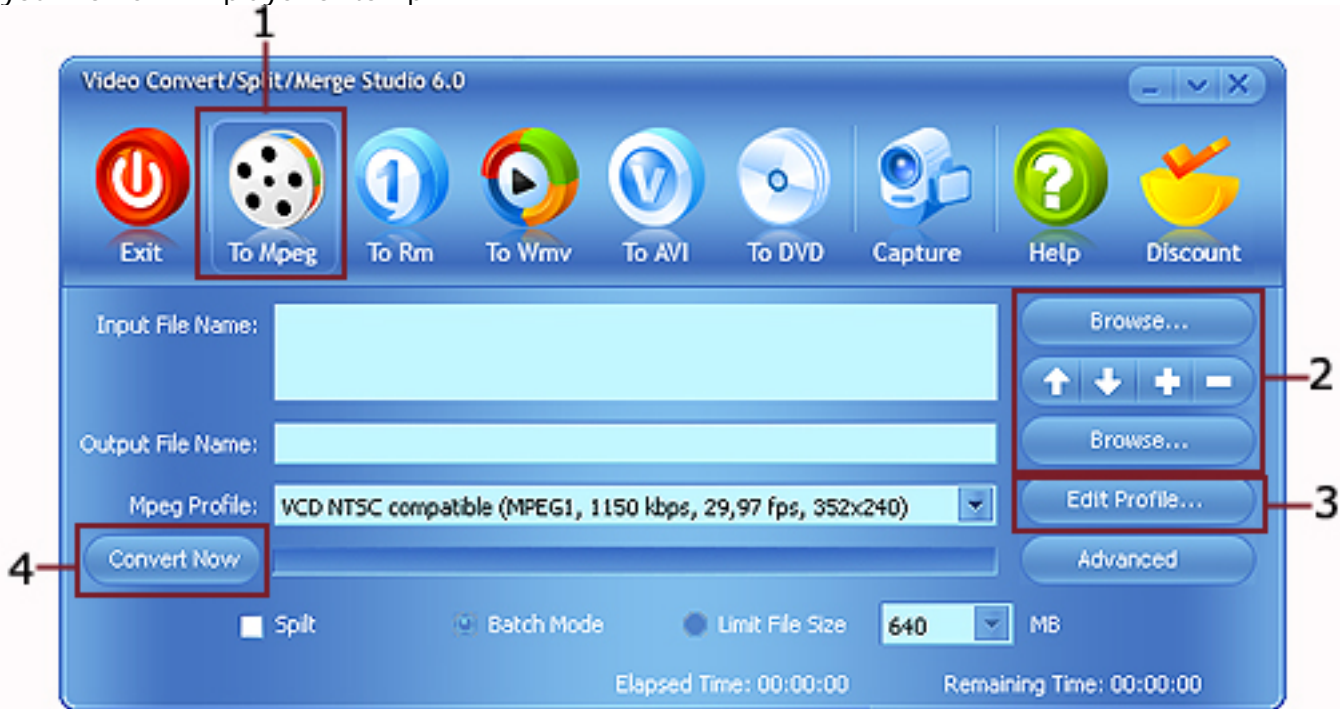 1
Video Convert/Split/Merge Studio 6.0
Exit To Mpeg To Rm To Wmv To AVI To DVD Capture Help Discount
Input File Name: Browse...
2
Output File Name: Browse...
Mpeg Profile: VCD NTSC compatible (MPEG1, 1150 kbps, 29,97 fps, 352x240) Edit Profile...
3
4
Convert Now Advanced
Spilt Batch Mode Limit File Size 640 MB
Elapsed Time: 00:00:00 Remaining Time: 00:00:00